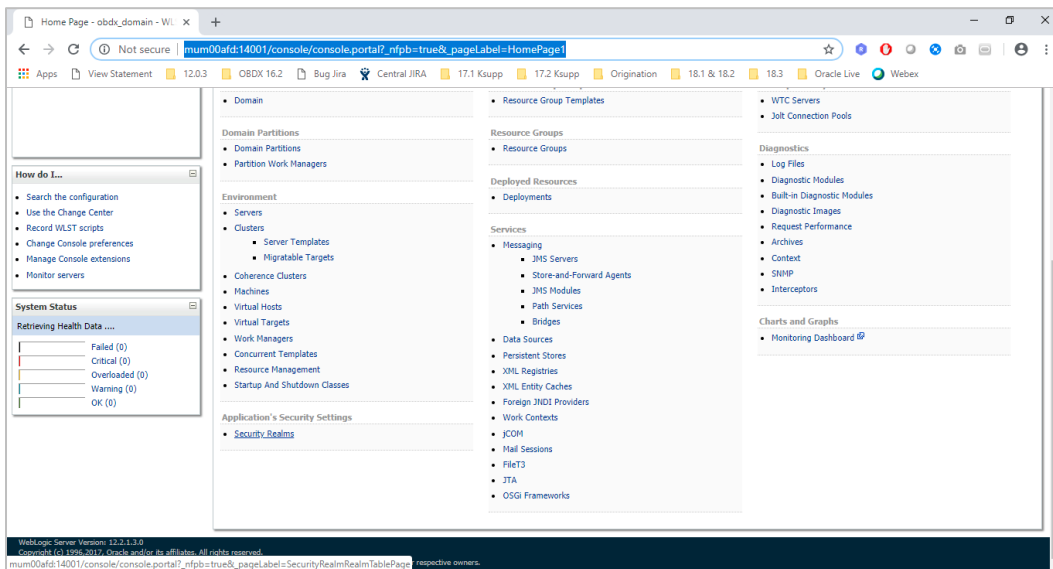 Home Page - obdx_domain - WL
Not secure | mum00afd:14001/console/console.portal?_nfpb=true&_pageLabel=HomePage1
Apps View Statement 12.0.3 OBDX 16.2 Bug Jira Central JIRA 17.1 Ksupp 17.2 Ksupp Origination 18.1 & 18.2 18.3 Oracle Live Webex
How do I...
Search the configuration
Use the Change Center
Record WLST scripts
Change Console preferences
Manage Console extensions
Monitor servers
System Status
Retrieving Health Data ....
Failed (0)
Critical (0)
Overloaded (0)
Warning (0)
OK (0)
Domain
Domain Partitions
Domain Partitions
Partition Work Managers
Environment
Servers
Clusters
Server Templates
Migratable Targets
Coherence Clusters
Machines
Virtual Hosts
Virtual Targets
Work Managers
Concurrent Templates
Resource Management
Startup And Shutdown Classes
Application's Security Settings
Security Realms
Resource Group Templates
Resource Groups
Resource Groups
Deployed Resources
Deployments
Services
Messaging
JMS Servers
Store-and-Forward Agents
JMS Modules
Path Services
Bridges
Data Sources
Persistent Stores
XML Registries
XML Entity Caches
Foreign JNDI Providers
Work Contexts
jCOM
Mail Sessions
FileT3
JTA
OSGi Frameworks
WTC Servers
Jolt Connection Pools
Diagnostics
Log Files
Diagnostic Modules
Built-in Diagnostic Modules
Diagnostic Images
Request Performance
Archives
Context
SNMP
Interceptors
Charts and Graphs
Monitoring Dashboard
WebLogic Server Version: 12.2.1.3.0
Copyright (c) 1996,2017, Oracle and/or its affiliates. All rights reserved.
mum00afd:14001/console/console.portal?_nfpb=true&_pageLabel=SecurityRealmRealmTablePage respective owners.